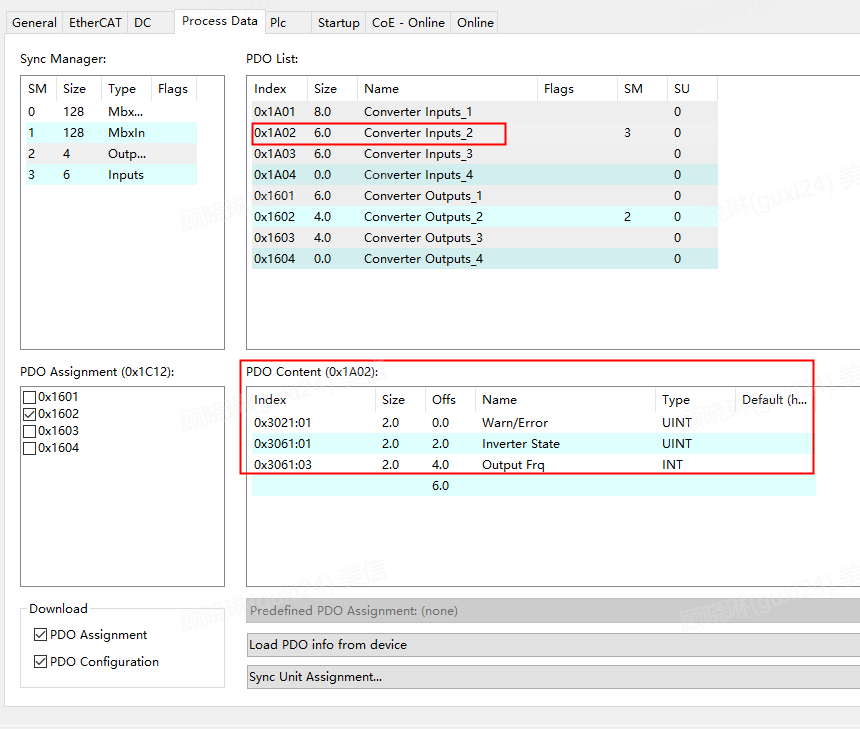 General EtherCAT DC Process Data Plc Startup CoE - Online Online
Sync Manager:
SM Size Type Flags
0 128 Mbx...
1 128 MbxIn
2 4 Outp...
3 6 Inputs
PDO List:
Index Size Name Flags SM SU
0x1A01 8.0 Converter Inputs_1 0
0x1A02 6.0 Converter Inputs_2 3 0
0x1A03 6.0 Converter Inputs_3 0
0x1A04 0.0 Converter Inputs_4 0
0x1601 6.0 Converter Outputs_1 0
0x1602 4.0 Converter Outputs_2 2 0
0x1603 4.0 Converter Outputs_3 0
0x1604 0.0 Converter Outputs_4 0
PDO Assignment (0x1C12):
0x1601
0x1602
0x1603
0x1604
PDO Content (0x1A02):
Index Size Offs Name Type Default (h...
0x3021:01 2.0 0.0 Warn/Error UINT
0x3061:01 2.0 2.0 Inverter State UINT
0x3061:03 2.0 4.0 Output Frq INT
6.0
Download
PDO Assignment
PDO Configuration
Predefined PDO Assignment: (none)
Load PDO info from device
Sync Unit Assignment...
顾晓琳(guxl24) 美信